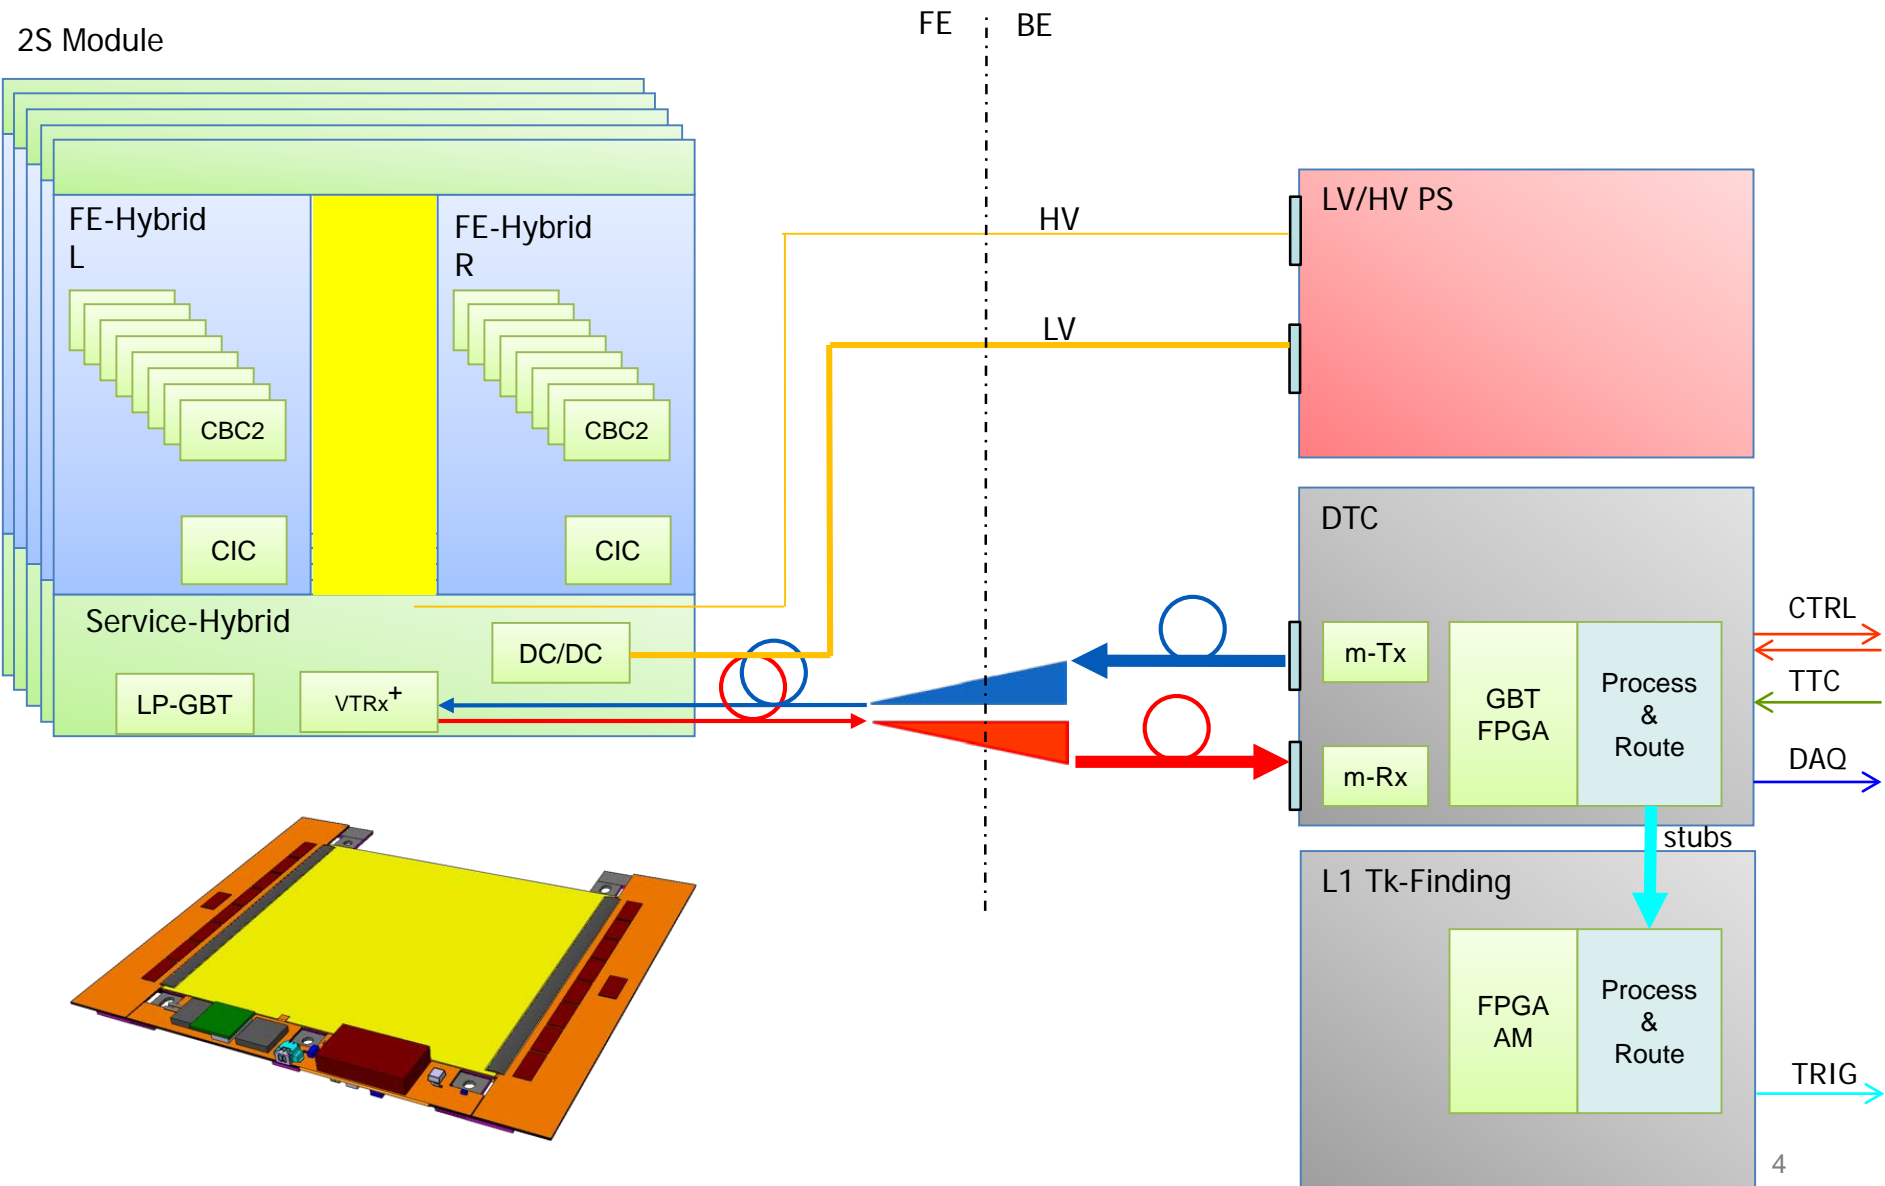 2S Module
FE
BE
FE-Hybrid
L
FE-Hybrid
R
CBC2
CBC2
CIC
CIC
Service-Hybrid
DC/DC
LP-GBT
VTRx+
HV
LV
LV/HV PS
DTC
m-Tx
m-Rx
GBT
FPGA
Process
&
Route
CTRL
TTC
DAQ
stubs
L1 Tk-Finding
FPGA
AM
Process
&
Route
TRIG
4